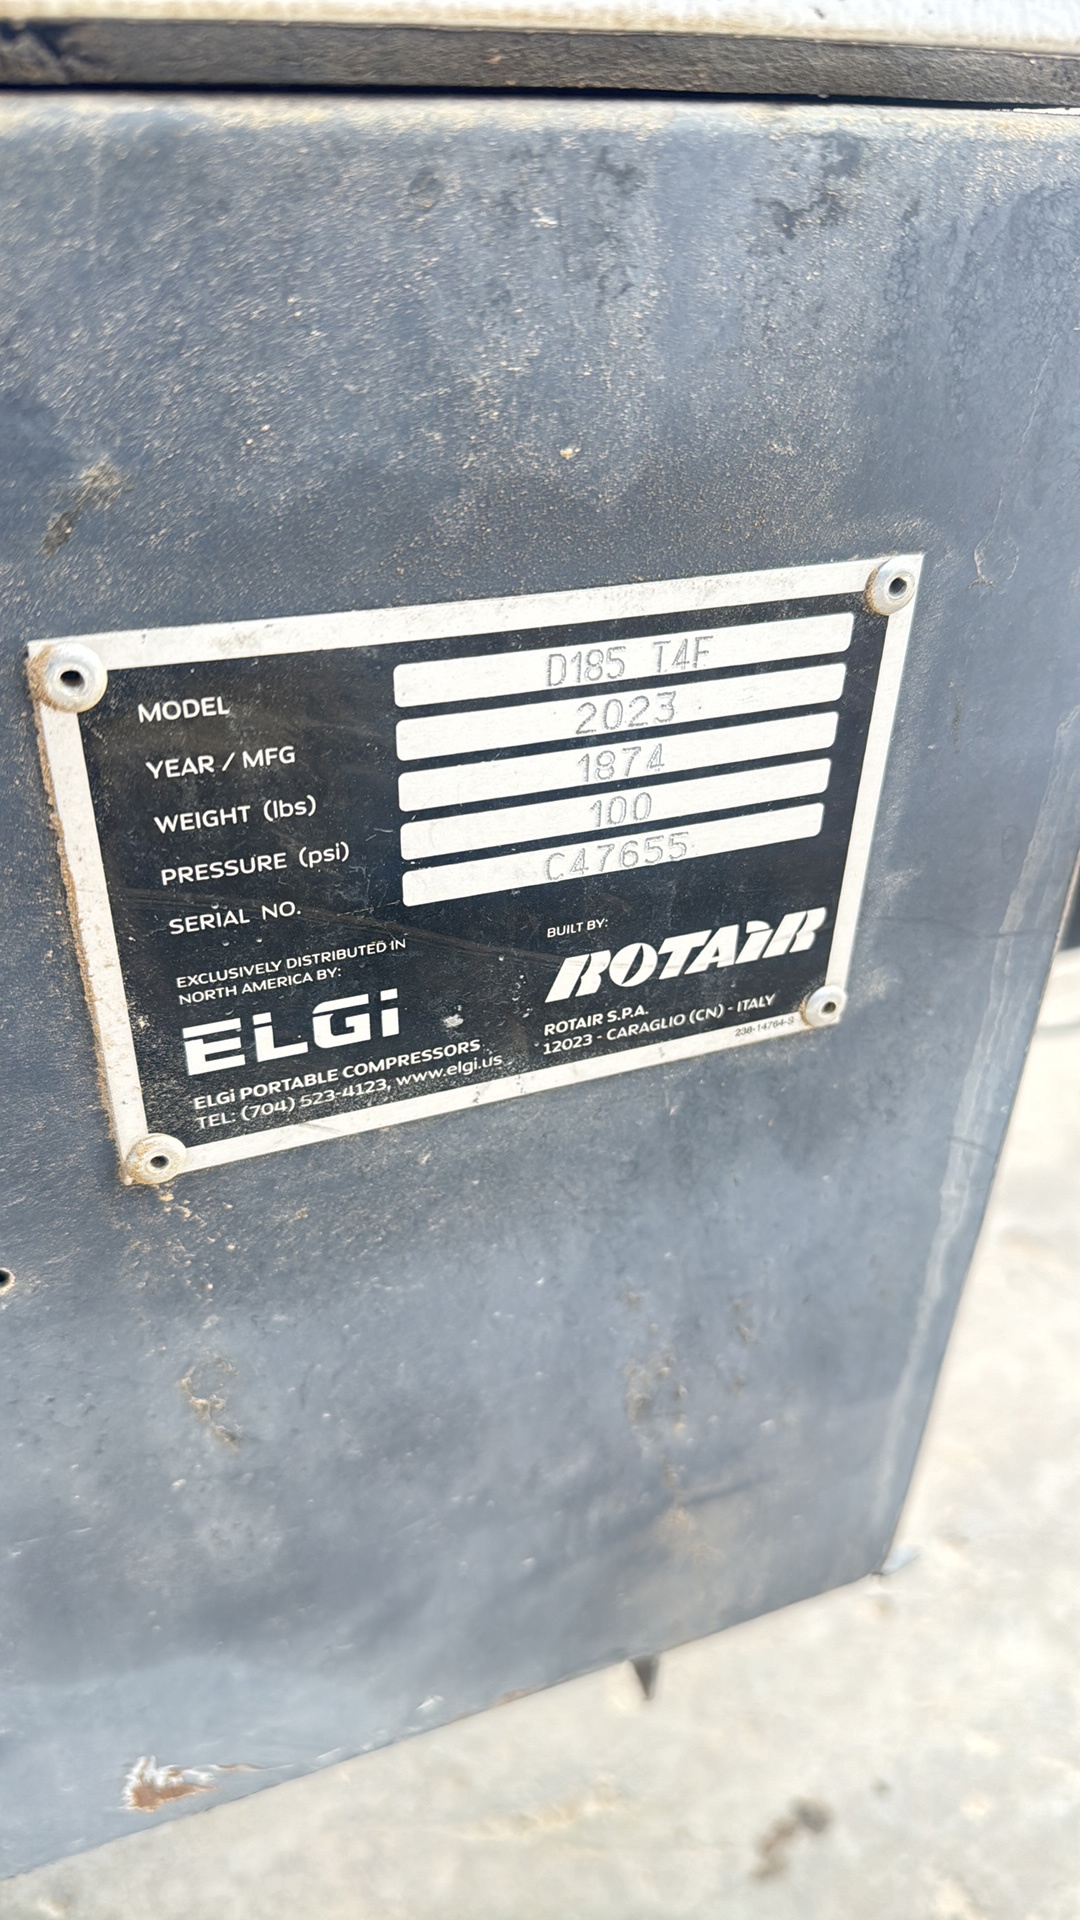 MODEL D185 T4F
YEAR / MFG 2023
WEIGHT (lbs) 1874
PRESSURE (psi) 100
SERIAL NO. C47655
EXCLUSIVELY DISTRIBUTED IN
NORTH AMERICA BY:
ELGi
ELGi PORTABLE COMPRESSORS
TEL: (704) 523-4123, www.elgi.us
BUILT BY:
ROTAIR
ROTAIR S.P.A.
12023 - CARAGLIO (CN) - ITALY
238-14764-S